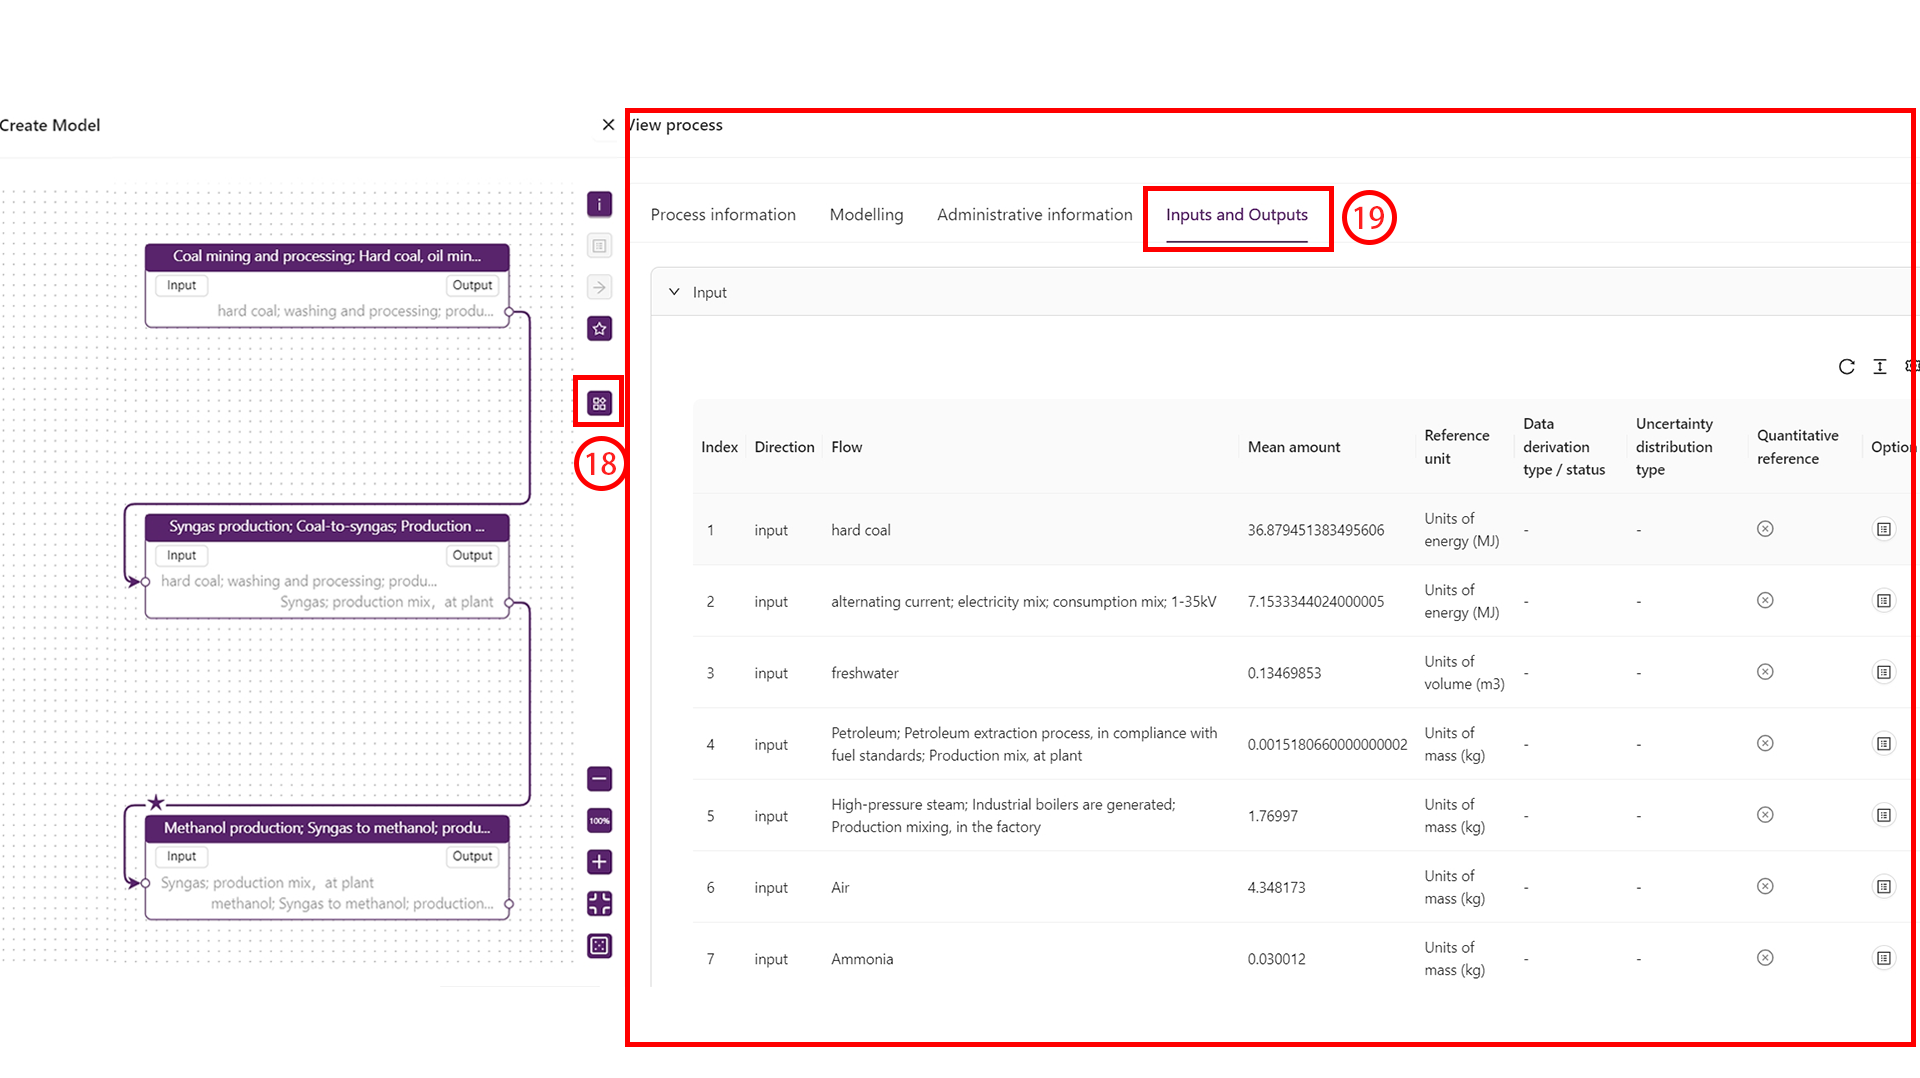 Create Model
View process
Process information
Modelling
Administrative information
Inputs and Outputs
19
Coal mining and processing; Hard coal, oil min...
Input
Output
hard coal; washing and processing; produ...
18
Syngas production; Coal-to-syngas; Production ...
Input
Output
hard coal; washing and processing; produ...
Syngas; production mix, at plant
Methanol production; Syngas to methanol; produ...
Input
Output
Syngas; production mix, at plant
methanol; Syngas to methanol; production...
i
100%
Input
Index
Direction
Flow
Mean amount
Reference
unit
Data
derivation
type / status
Uncertainty
distribution
type
Quantitative
reference
Option
1
input
hard coal
36.879451383495606
Units of
energy (MJ)
-
-
2
input
alternating current; electricity mix; consumption mix; 1-35kV
7.1533344024000005
Units of
energy (MJ)
-
-
3
input
freshwater
0.13469853
Units of
volume (m3)
-
-
4
input
Petroleum; Petroleum extraction process, in compliance with
fuel standards; Production mix, at plant
0.0015180660000000002
Units of
mass (kg)
-
-
5
input
High-pressure steam; Industrial boilers are generated;
Production mixing, in the factory
1.76997
Units of
mass (kg)
-
-
6
input
Air
4.348173
Units of
mass (kg)
-
-
7
input
Ammonia
0.030012
Units of
mass (kg)
-
-